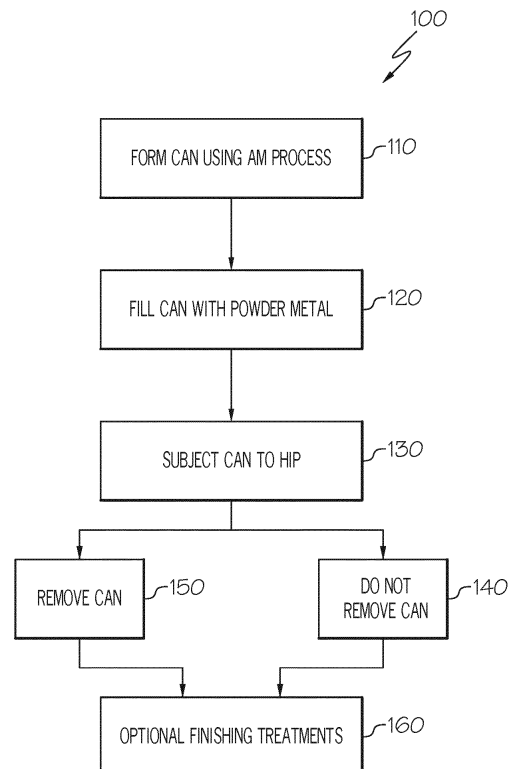 100
FORM CAN USING AM PROCESS
110
FILL CAN WITH POWDER METAL
120
SUBJECT CAN TO HIP
130
REMOVE CAN
150
DO NOT
REMOVE CAN
140
OPTIONAL FINISHING TREATMENTS
160